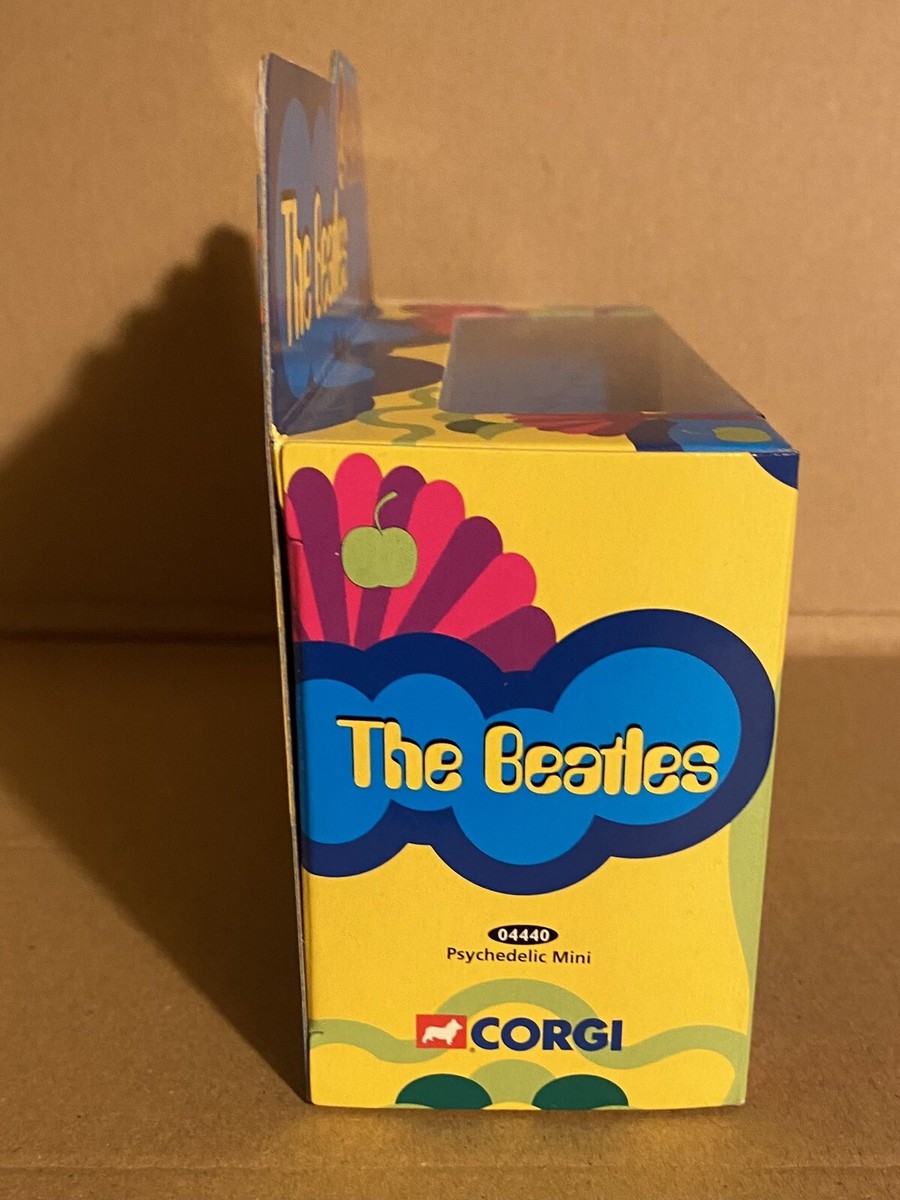 The Beatles
The Beatles
04440
Psychedelic Mini
CORGI